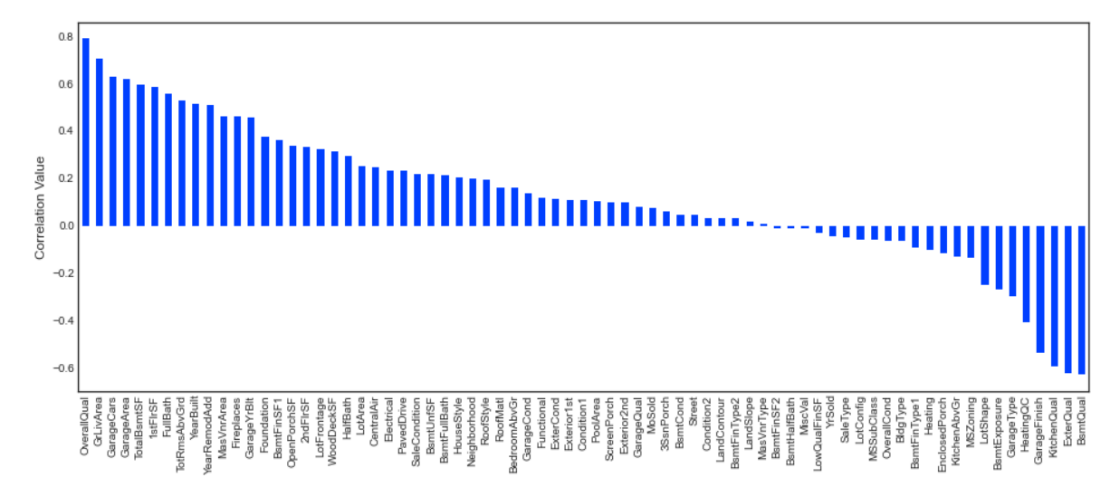 0.8
0.6
0.4
0.2
0.0
−0.2
−0.4
−0.6
Correlation Value
OverallQual
GrLivArea
GarageCars
GarageArea
TotalBsmtSF
1stFlrSF
FullBath
TotRmsAbvGrd
YearBuilt
YearRemodAdd
MasVnrArea
Fireplaces
GarageYrBlt
Foundation
BsmtFinSF1
OpenPorchSF
2ndFlrSF
LotFrontage
WoodDeckSF
HalfBath
LotArea
CentralAir
Electrical
PavedDrive
SaleCondition
BsmtUnfSF
BsmtFullBath
HouseStyle
Neighborhood
RoofStyle
RoofMatl
BedroomAbvGr
GarageCond
Functional
ExterCond
Exterior1st
Condition1
PoolArea
ScreenPorch
Exterior2nd
GarageQual
MoSold
3SsnPorch
BsmtCond
Street
Condition2
LandContour
BsmtFinType2
LandSlope
MasVnrType
BsmtFinSF2
BsmtHalfBath
MiscVal
LowQualFinSF
YrSold
SaleType
LotConfig
MSSubClass
OverallCond
BldgType
BsmtFinType1
Heating
EnclosedPorch
KitchenAbvGr
MSZoning
LotShape
BsmtExposure
GarageType
HeatingQC
GarageFinish
KitchenQual
ExterQual
BsmtQual